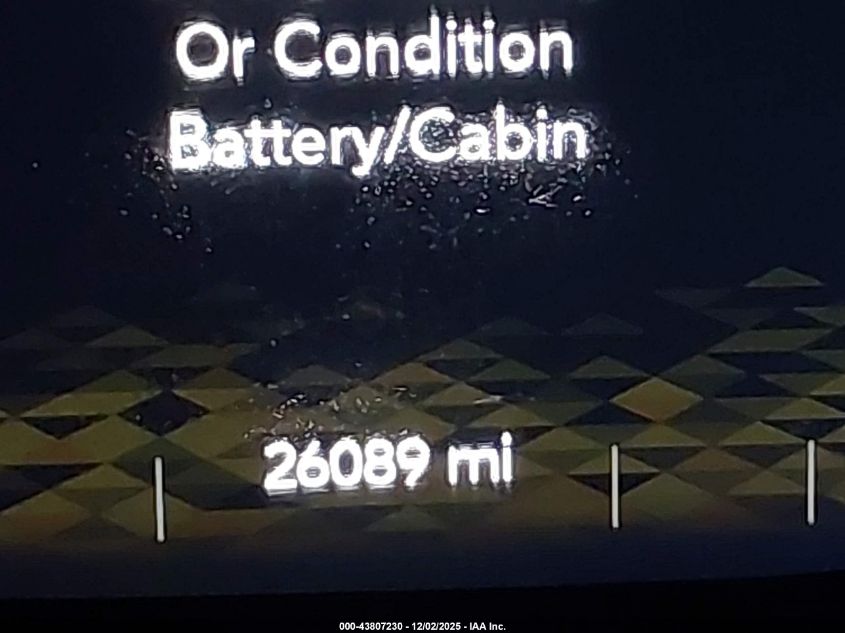 Or Condition
Battery/Cabin
26089 mi
000-43807230 - 12/02/2025 - IAA Inc.